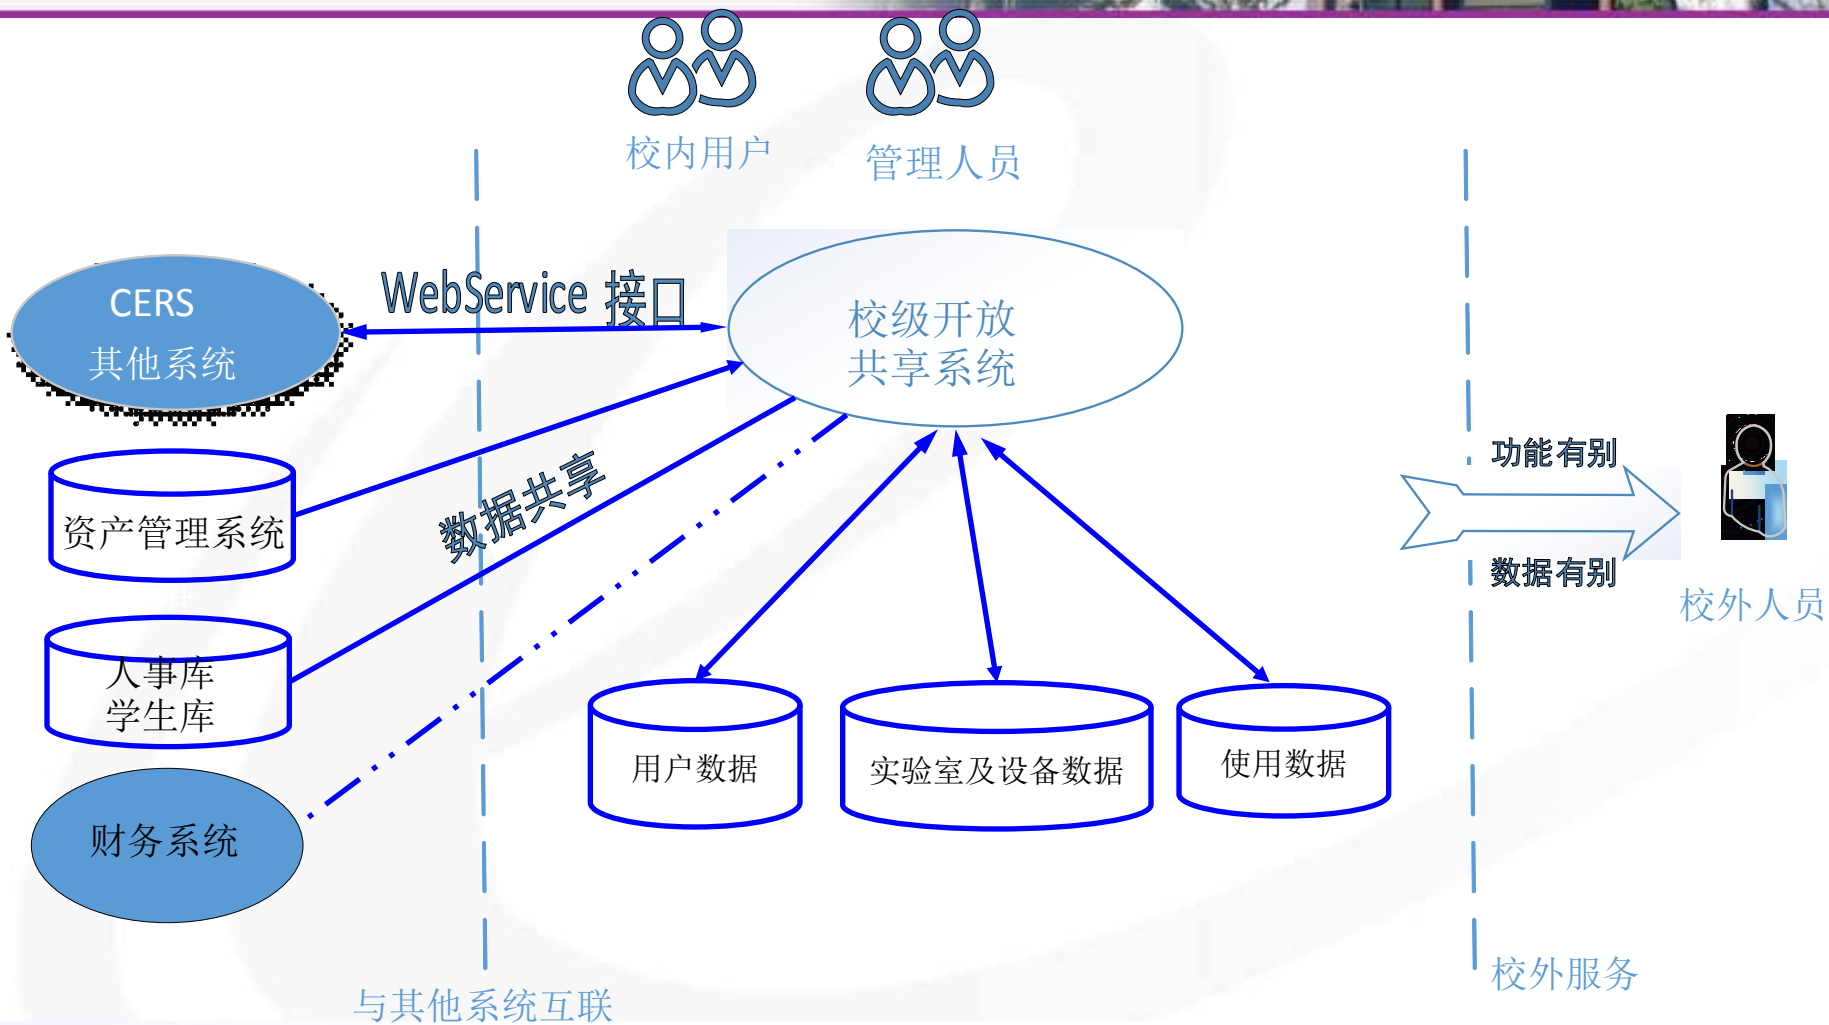 校内用户
管理人员
CERS
其他系统
WebService 接口
校级开放
共享系统
资产管理系统
数据共享
人事库
学生库
财务系统
用户数据
实验室及设备数据
使用数据
功能有别
数据有别
校外人员
与其他系统互联
校外服务